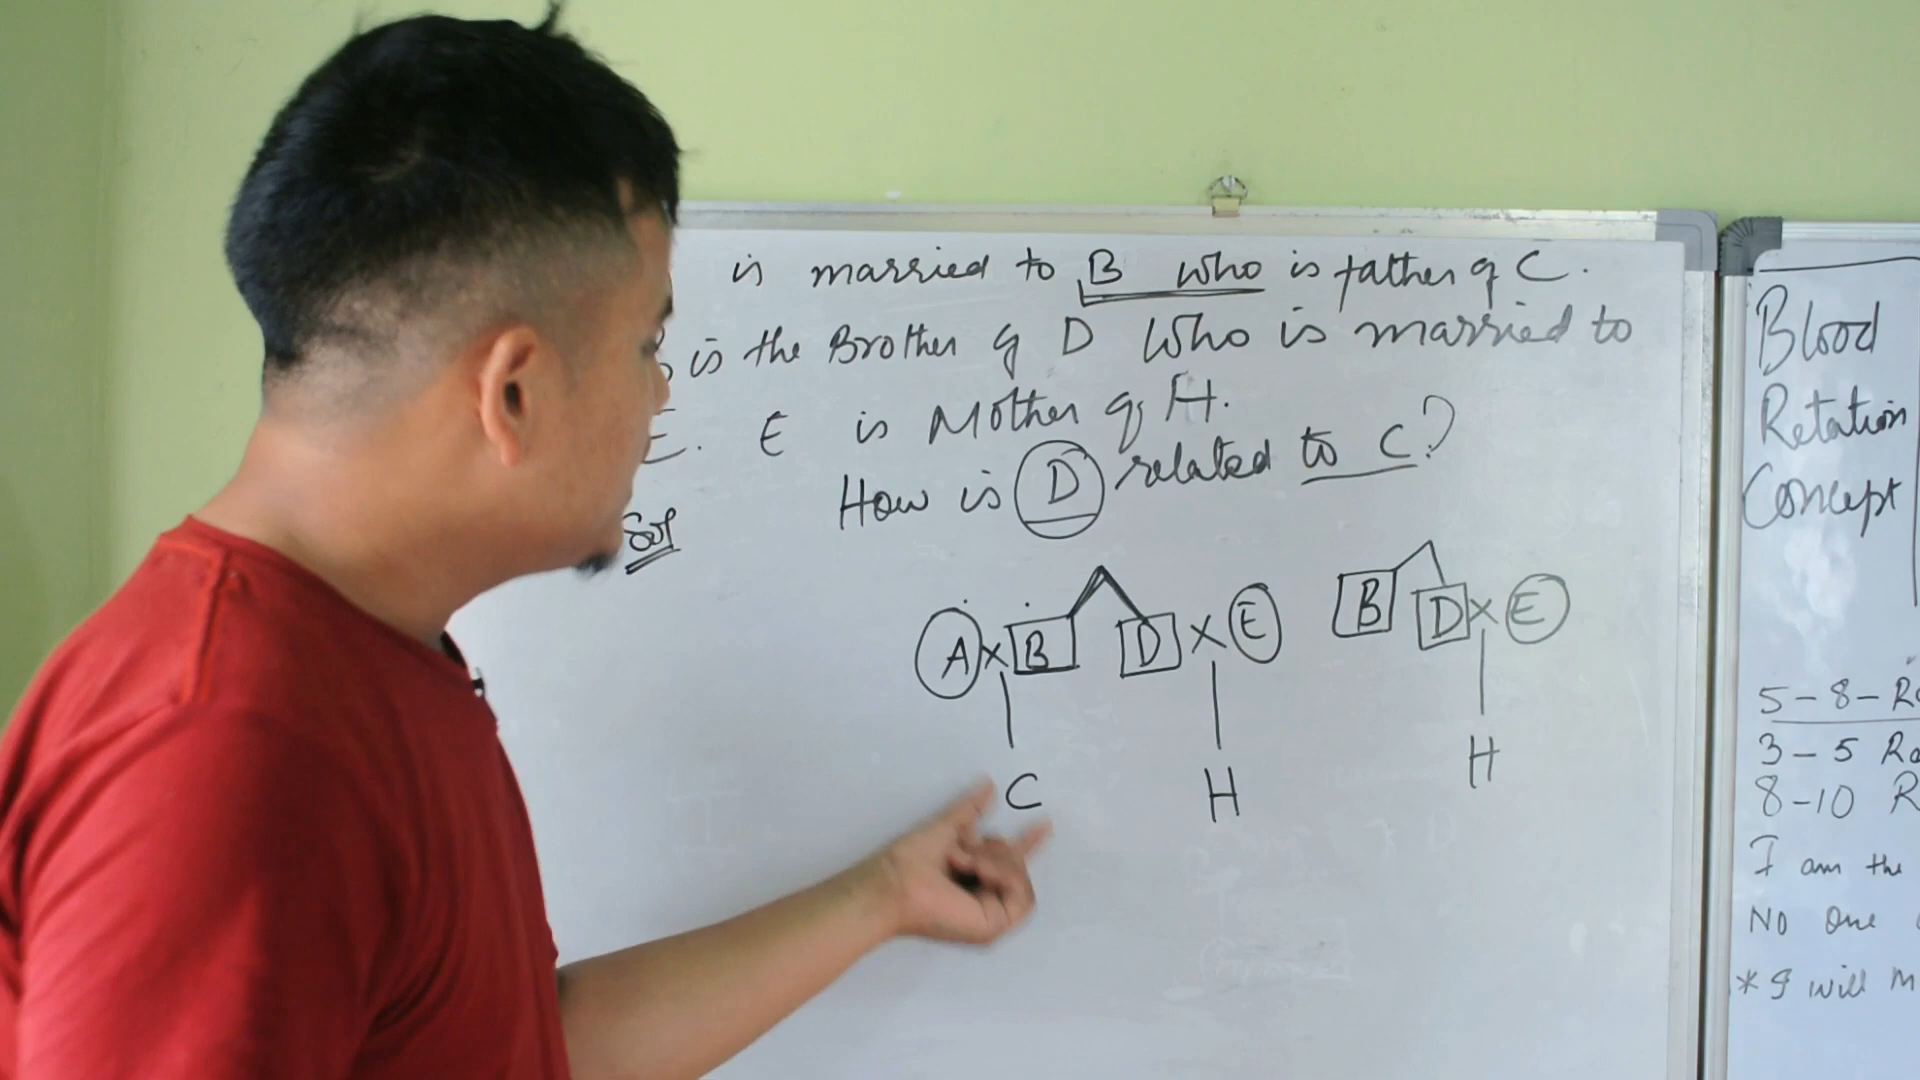 is married to B who is father of C.
is the Brother of D Who is married to
E. E is Mother of H.
How is D related to C?
Sol
A x B D x E
C H
B D x E
H
Blood
Retation
Concept
5-8-
3-5
8-10 R
I am the
No One
* I will M